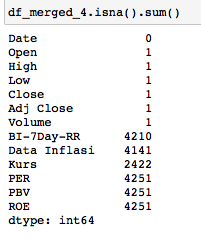 df_merged_4.isna().sum()
Date 0
Open 1
High 1
Low 1
Close 1
Adj Close 1
Volume 1
BI-7Day-RR 4210
Data Inflasi 4141
Kurs 2422
PER 4251
PBV 4251
ROE 4251
dtype: int64